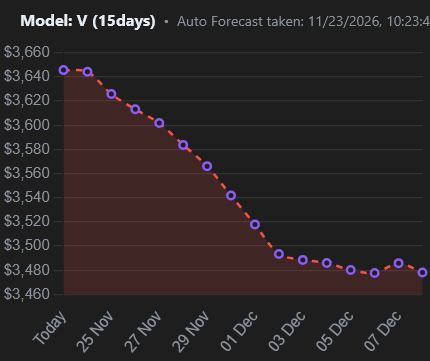 Model: V (15days) • Auto Forecast taken: 11/23/2026, 10:23:4
$3,660
$3,640
$3,620
$3,600
$3,580
$3,560
$3,540
$3,520
$3,500
$3,480
$3,460
Today
25 Nov
27 Nov
29 Nov
01 Dec
03 Dec
05 Dec
07 Dec